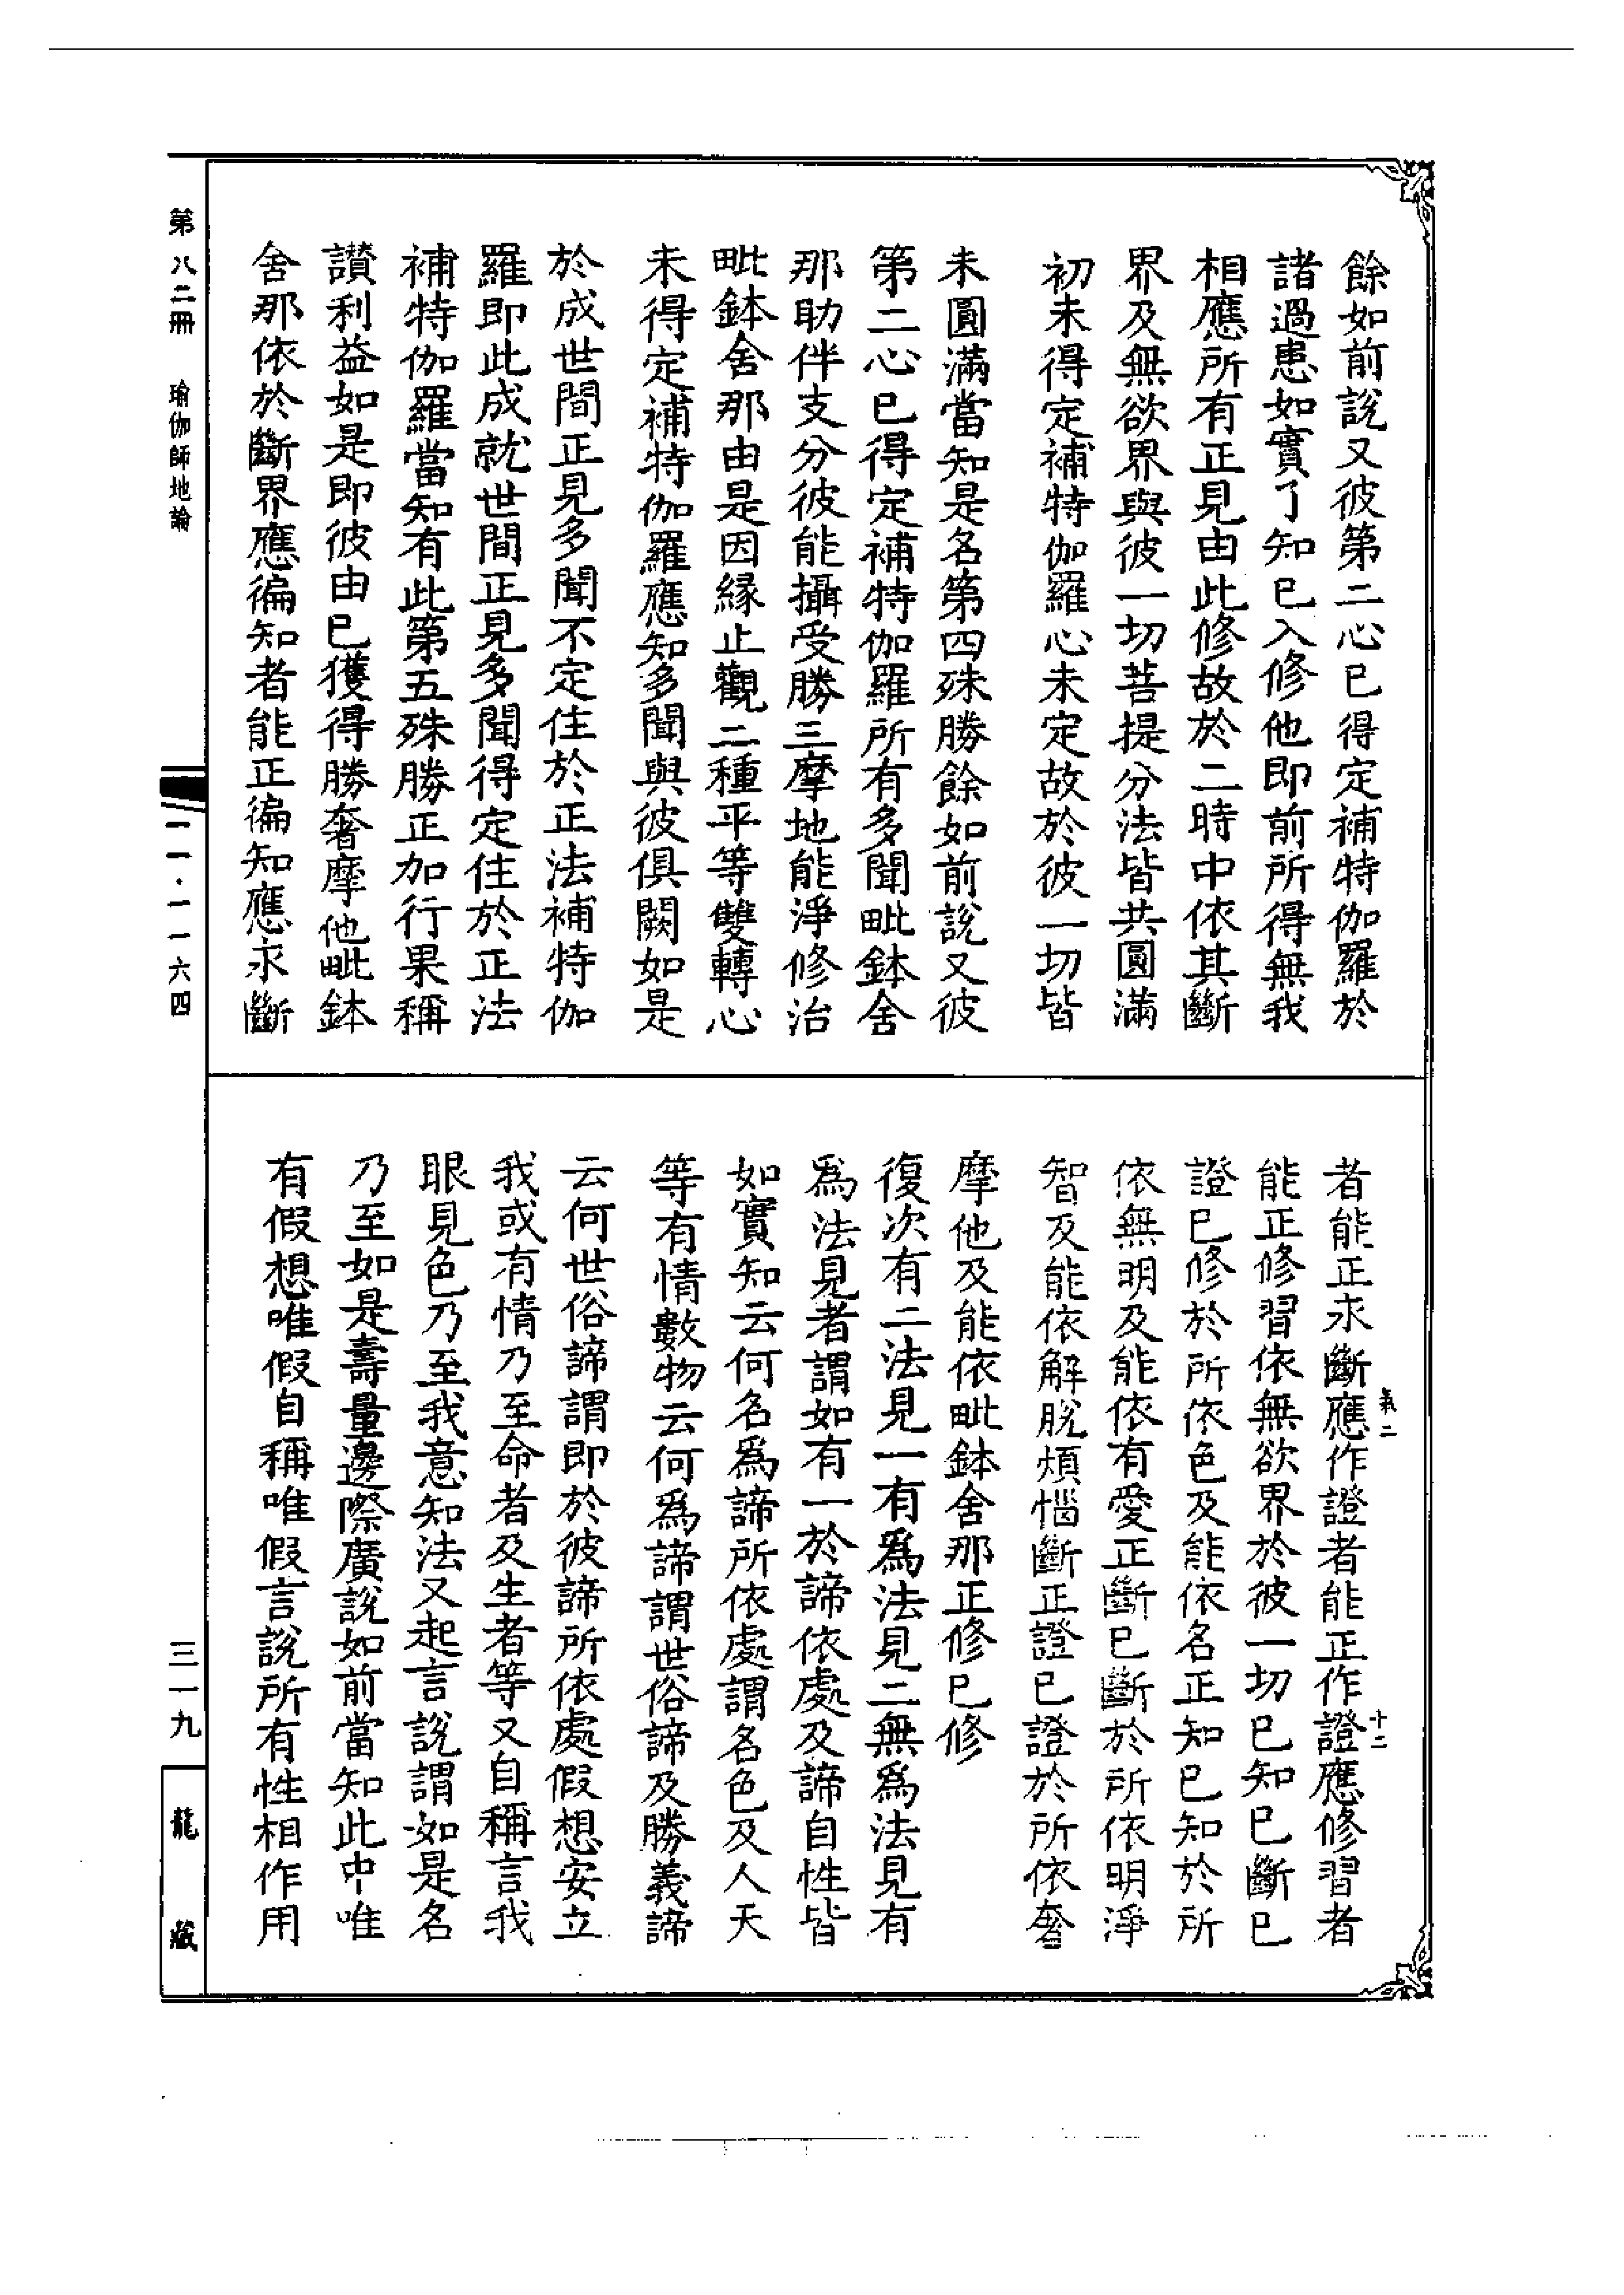 餘如前說又彼第二心已得定補特伽羅於
諸過患如實了知已入修他即前所得無我
相應所有正見由此修故於二時中依其斷
界及無欲界與彼一切菩提分法皆共圓滿
初未得定補特伽羅心未定故於彼一切皆
未圓滿當知是名第四殊勝餘如前說又彼
第二心已得定補特伽羅所有多聞毗鉢舍
那助伴支分彼能攝受勝三摩地能淨修治
毗鉢舍那由是因緣止觀二種平等雙轉心
未得定補特伽羅應知多聞與彼俱闕如是
於成世間正見多聞不定住於正法補特伽
羅即此成就世間正見多聞得定住於正法
補特伽羅當知有此第五殊勝正加行果稱
讃利益如是即彼由已獲得勝奢摩他毗鉢
舍那依於斷界應徧知者能正徧知應永斷
者能正永斷應作證者能正作證應修習者
能正修習依無欲界於彼一切已知已斷已
證已修於所依色及能依名正知已知於所
依無明及能依有愛正斷已斷於所依明淨
智及能依解脫煩惱斷正證已證於所依奢
摩他及能依毗鉢舍那正修已修
復次有二法見一有爲法見二無爲法見有
爲法見者謂如有一於諦依處及諦自性皆
如實知云何名爲諦所依處謂名色及人天
等有情數物云何爲諦謂世俗諦及勝義諦
云何世俗諦謂即於彼諦所依處假想安立
我或有情乃至命者及生者等又自稱言我
眼見色乃至我意知法又起言說謂如是名
乃至如是壽量邊際廣說如前當知此中唯
有假想唯假自稱唯假言說所有性相作用
氣二
十二
第八二冊 瑜伽師地論
一一·一一六四
三一九
龍藏